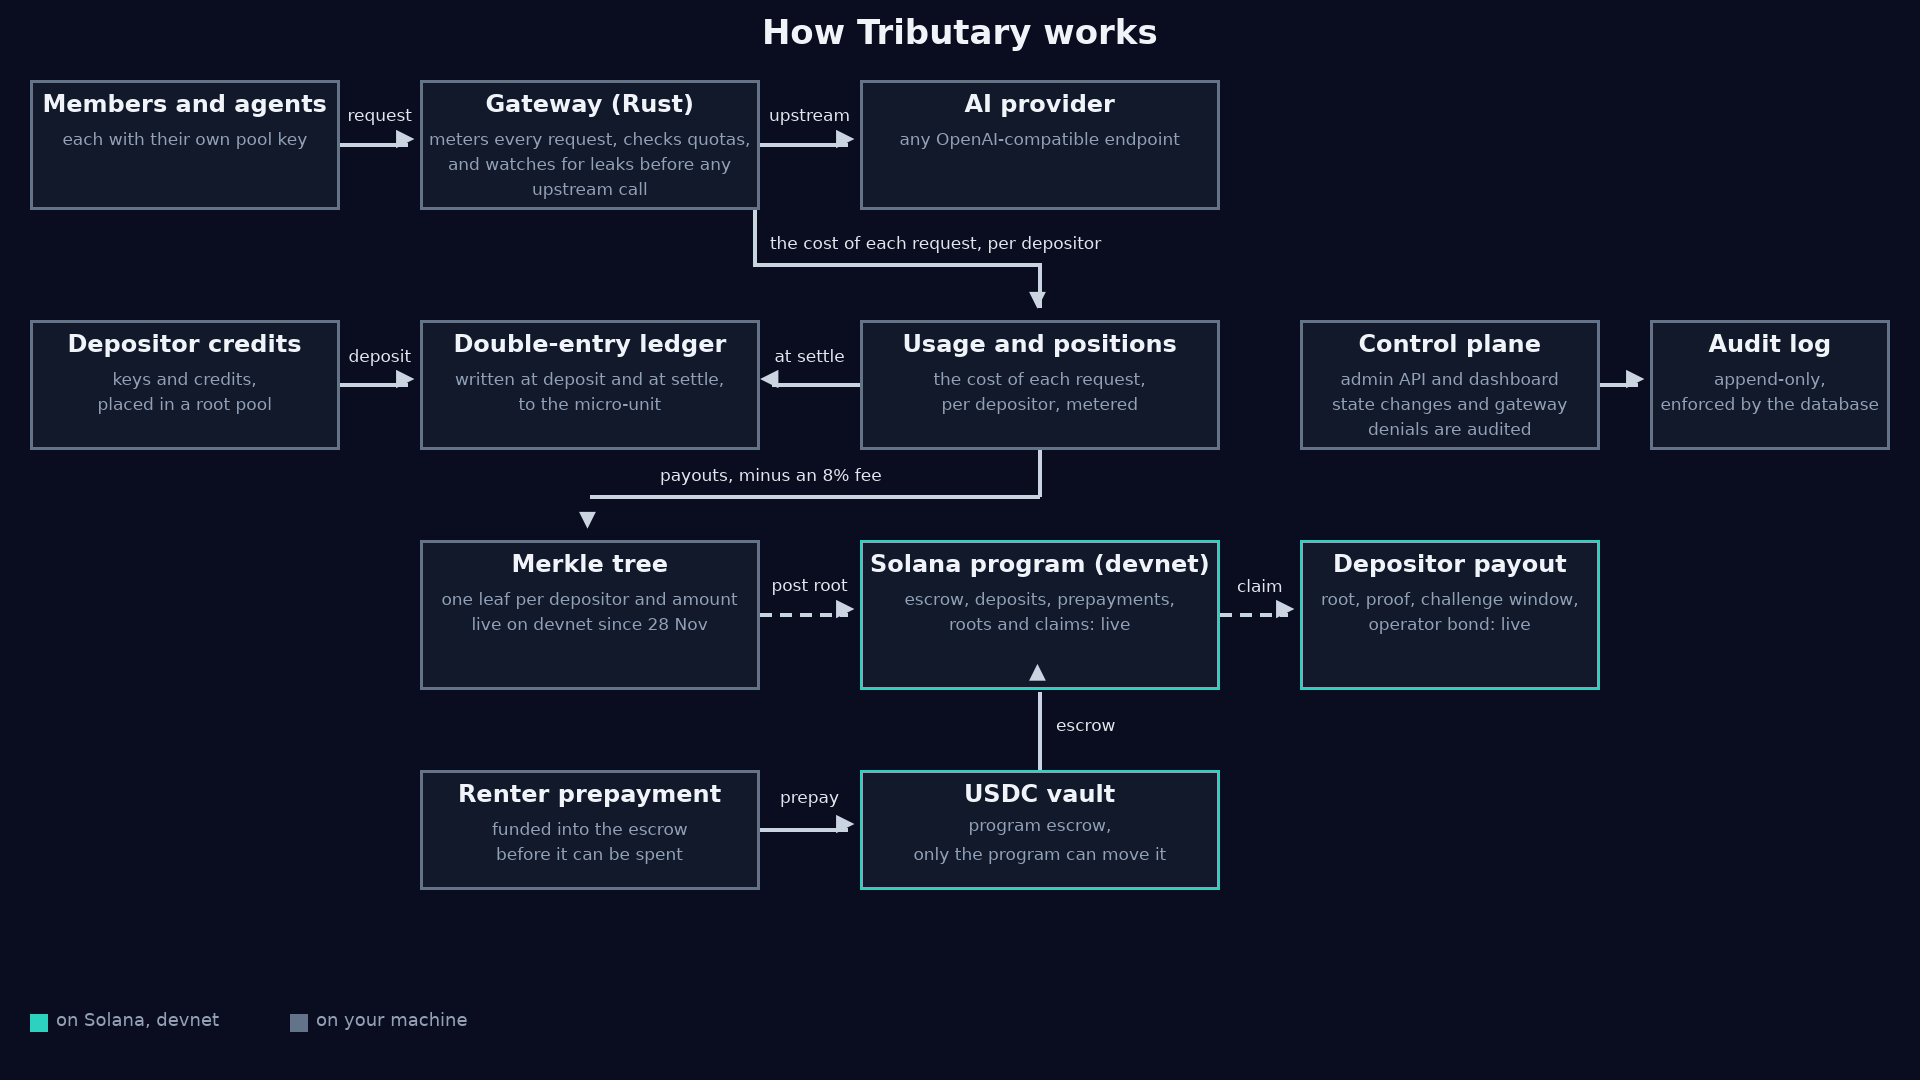 How Tributary works
Members and agents
each with their own pool key
request
Gateway (Rust)
meters every request, checks quotas,
and watches for leaks before any
upstream call
upstream
AI provider
any OpenAI-compatible endpoint
the cost of each request, per depositor
Depositor credits
keys and credits,
placed in a root pool
deposit
Double-entry ledger
written at deposit and at settle,
to the micro-unit
at settle
Usage and positions
the cost of each request,
per depositor, metered
Control plane
admin API and dashboard
state changes and gateway
denials are audited
Audit log
append-only,
enforced by the database
payouts, minus an 8% fee
Merkle tree
one leaf per depositor and amount
live on devnet since 28 Nov
post root
Solana program (devnet)
escrow, deposits, prepayments,
roots and claims: live
claim
Depositor payout
root, proof, challenge window,
operator bond: live
escrow
Renter prepayment
funded into the escrow
before it can be spent
prepay
USDC vault
program escrow,
only the program can move it
on Solana, devnet
on your machine